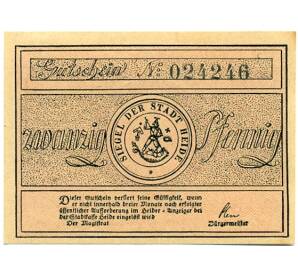 Gutschein No 024246
zwanzig Pfennig
SIEGEL DER STADT HEIDE
Dieser Gutschein verliert seine Gültigkeit, wenn
er nicht innerhalb dreier Monate nach erfolgter
öffentlicher Aufforderung im Heider-Anzeiger bei
der Stadtkasse Heide eingelöst wird
Der Magistrat
Bürgermeister